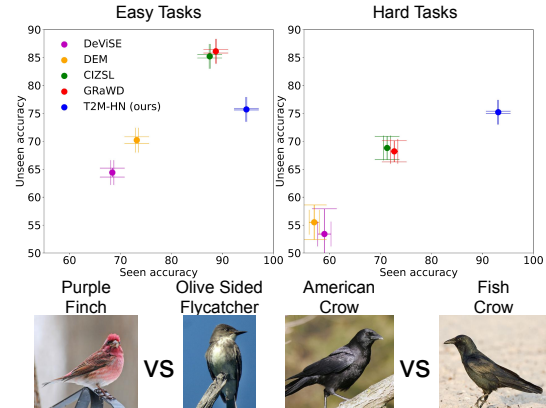 Easy Tasks
Hard Tasks
90
85
80
75
70
65
60
55
50
Unseen accuracy
DeViSE
DEM
CIZSL
GRaWD
T2M-HN (ours)
60
70
80
90
100
Seen accuracy
90
85
80
75
70
65
60
55
50
Unseen accuracy
60
70
80
90
100
Seen accuracy
Purple
Finch
Olive Sided
Flycatcher
American
Crow
Fish
Crow
VS
VS